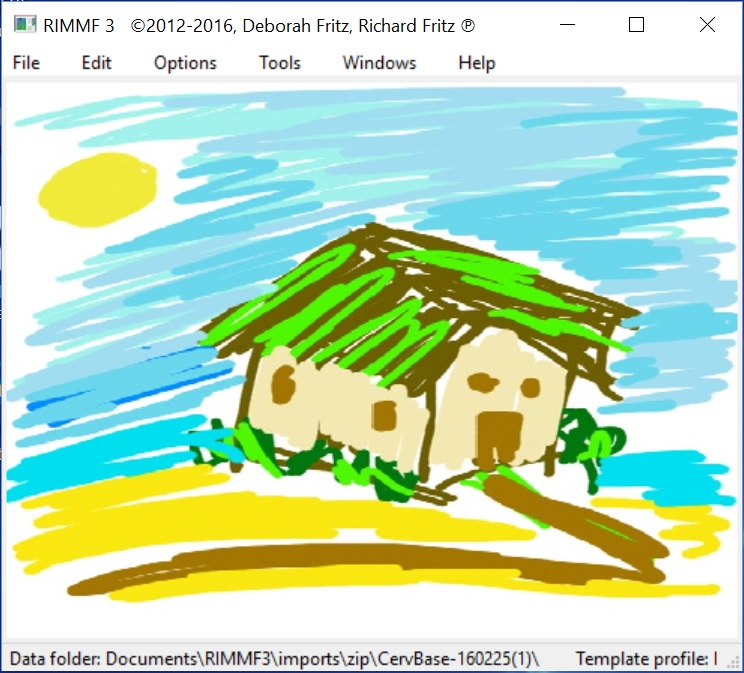 RIMMF 3 ©2012-2016, Deborah Fritz, Richard Fritz ℗
File Edit Options Tools Windows Help
Data folder: Documents\RIMMF3\imports\zip\CervBase-160225(1)\ Template profile: